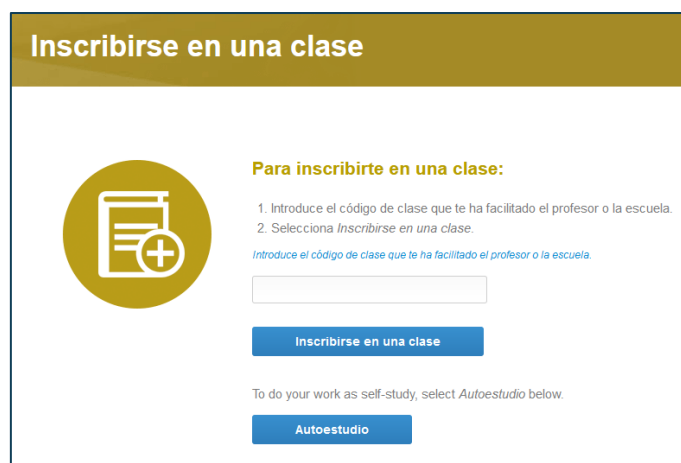 Inscribirse en una clase
Para inscribirte en una clase:
1. Introduce el código de clase que te ha facilitado el profesor o la escuela.
2. Selecciona Inscribirse en una clase.
Introduce el código de clase que te ha facilitado el profesor o la escuela.
Inscribirse en una clase
To do your work as self-study, select Autoestudio below.
Autoestudio